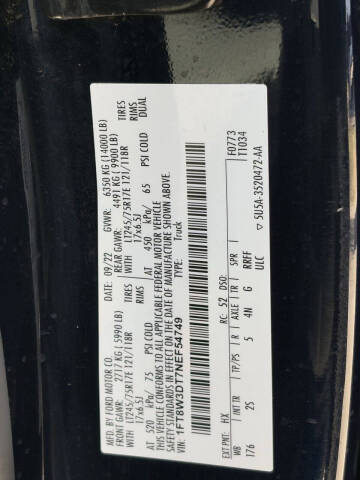 MFD. BY FORD MOTOR CO.
DATE: 09/22 GVWR: 6350 KG (14000 LB)
FRONT GAWR: 2717 KG ( 5990 LB) REAR GAWR: 4491 KG ( 9900 LB)
WITH LT245/75R17E 121/118R TIRES WITH LT245/75R17E 121/118R TIRES
17x6.5J RIMS 17x6.5J RIMS
AT 520 kPa/ 75 PSI COLD AT 450 kPa/ 65 PSI COLD DUAL
THIS VEHICLE CONFORMS TO ALL APPLICABLE FEDERAL MOTOR VEHICLE
SAFETY STANDARDS IN EFFECT ON THE DATE OF MANUFACTURE SHOWN ABOVE.
1FT8W3DT7NEF54749 Truck
F0773
T1034
EXT PNT: HX RC: 52 DSO:
WB INT TR TP/PS R AXLE TR SPR
176 2S 5 4N G RRFF
ULC 5U5A-3520472-AA